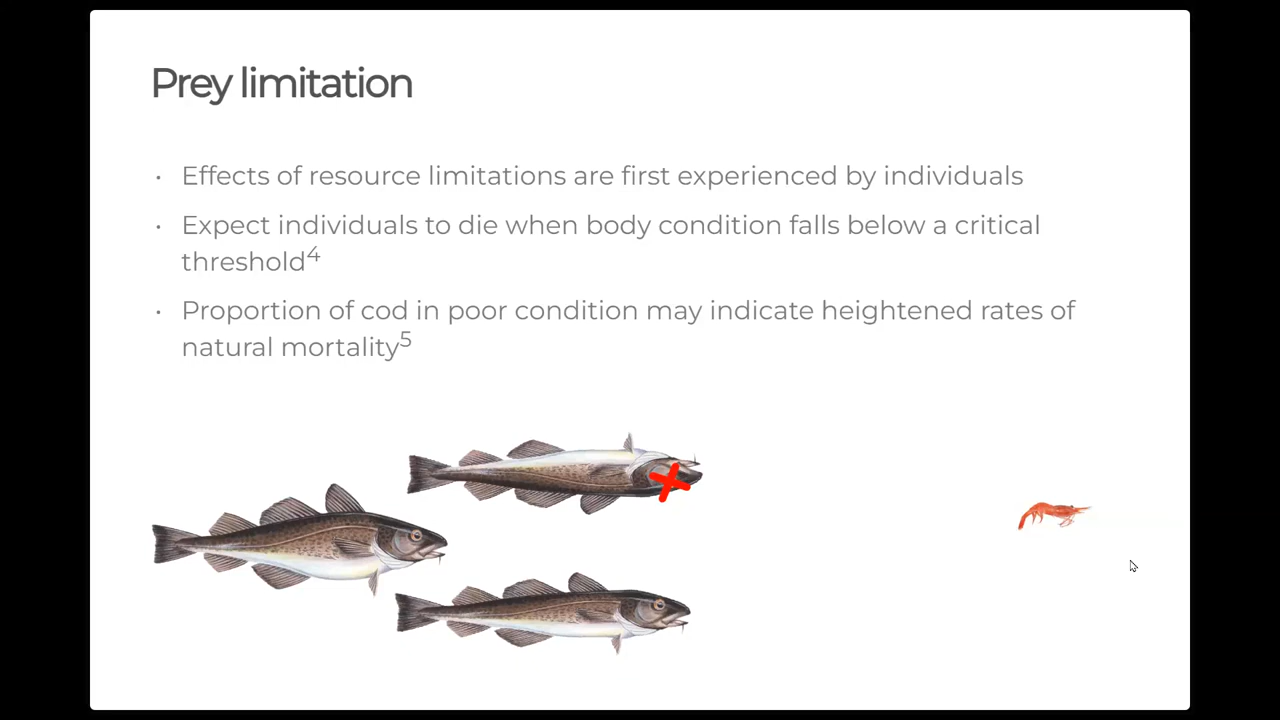 Prey limitation
· Effects of resource limitations are first experienced by individuals
· Expect individuals to die when body condition falls below a critical
threshold4
· Proportion of cod in poor condition may indicate heightened rates of
natural mortality5